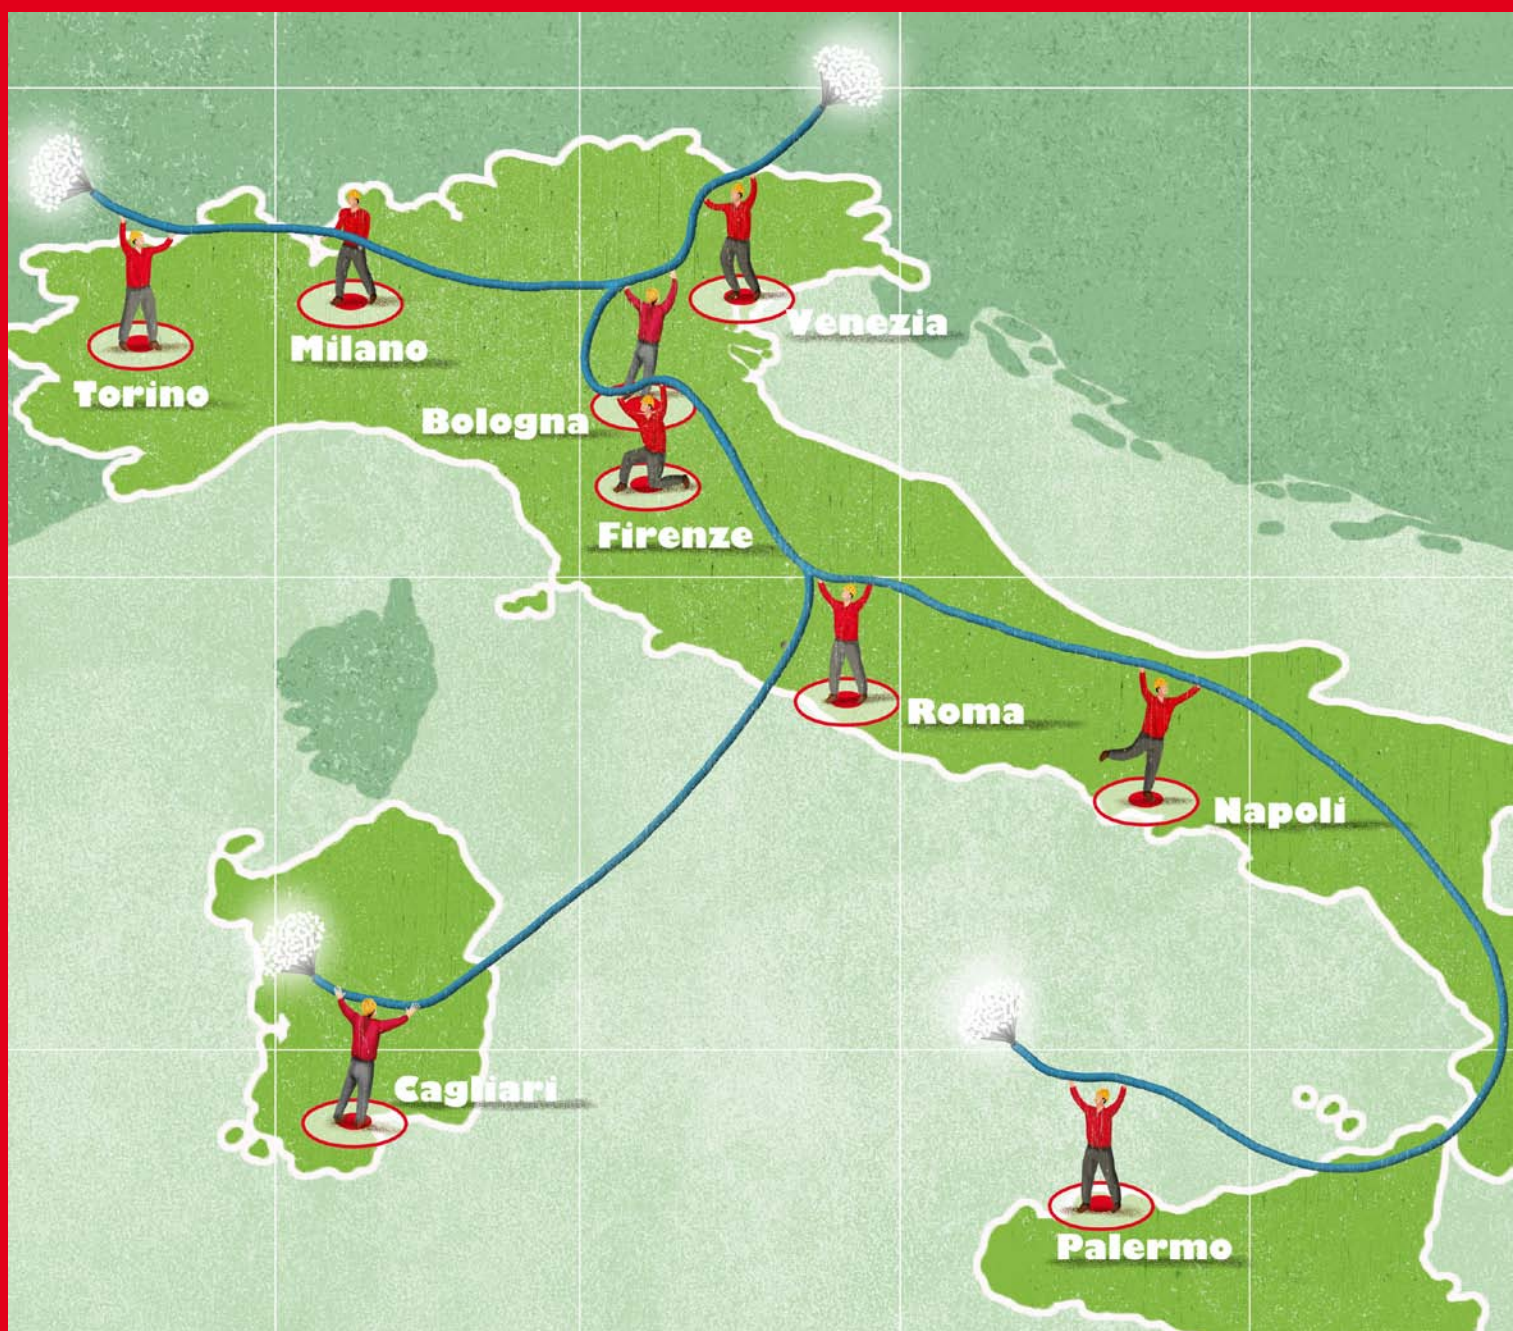 Venezia
Milano
Torino
Bologna
Firenze
Roma
Napoli
Cagliari
Palermo